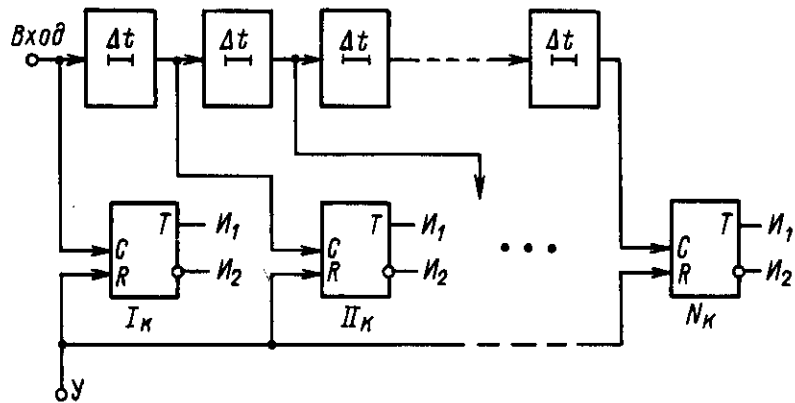 Вход
Δt Δt Δt Δt
T И₁ T И₁ T И₁
C C C
R И₂ R И₂ R И₂
Iк IIк Nк
У